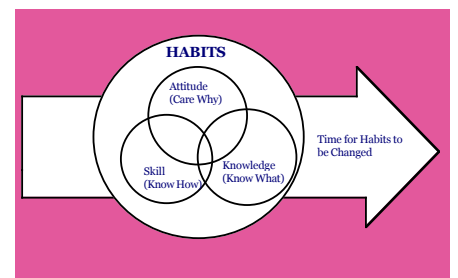 HABITS
Attitude
(Care Why)
Skill
(Know How)
Knowledge
(Know What)
Time for Habits to
be Changed